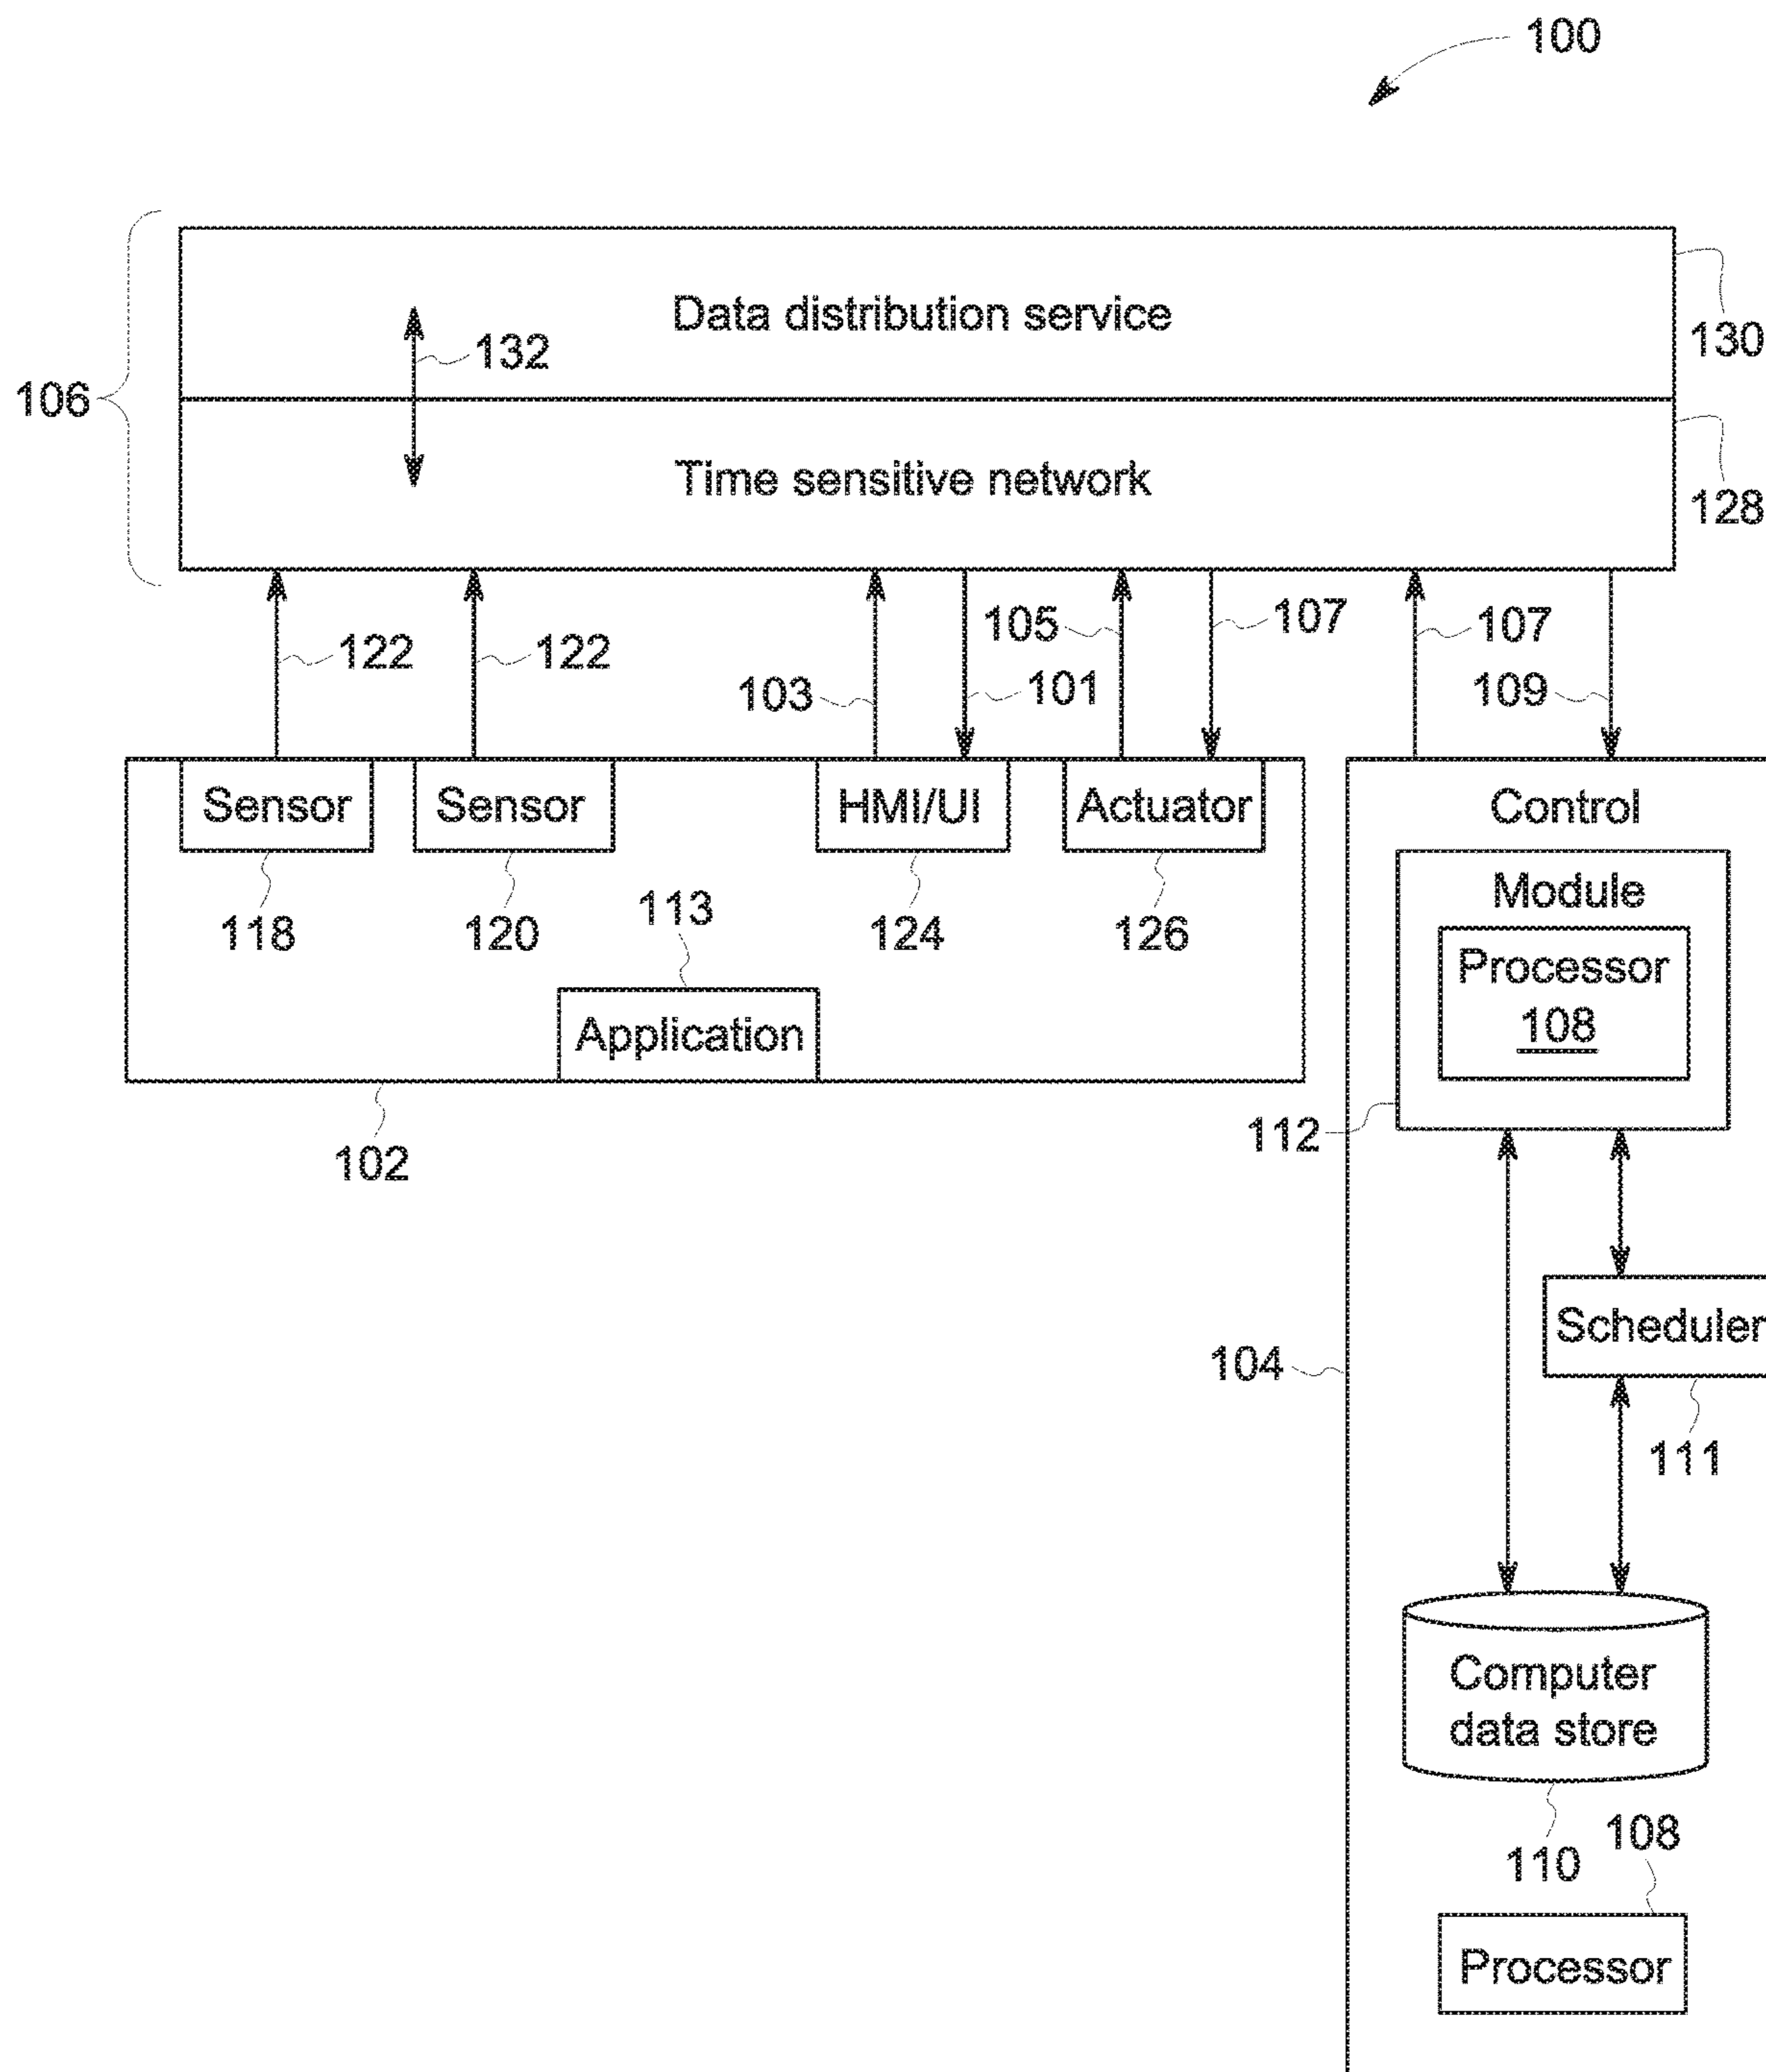 100
Data distribution service
130
132
106
Time sensitive network
128
122
122
103
101
105
107
107
109
Sensor
Sensor
HMI/UI
Actuator
Control
118
120
113
124
126
Module
Processor
108
Application
102
112
Scheduler
104
111
Computer
data store
110
108
Processor